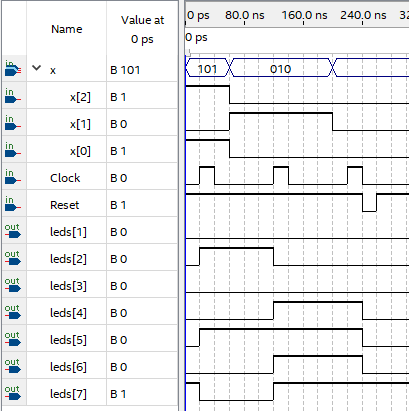 Name Value at 0 ps 0 ps 80.0 ns 160.0 ns 240.0 ns 32
0 ps
in x B 101 101 010
in x[2] B 1
in x[1] B 0
in x[0] B 1
in Clock B 0
in Reset B 1
out leds[1] B 0
out leds[2] B 0
out leds[3] B 0
out leds[4] B 0
out leds[5] B 0
out leds[6] B 0
out leds[7] B 1